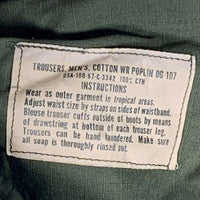 TROUSERS, MEN'S, COTTON WR POPLIN OG 107
DSA-100-67-C-3342 100% CTN
INSTRUCTIONS
Wear as outer garment in tropical areas.
Adjust waist size by straps on waistband.
Blouse trouser cuffs outside of boots by means
of drawstring at bottom of each trouser leg.
Trousers can be hand laundered. Make sure
all soap is thoroughly rinsed out.